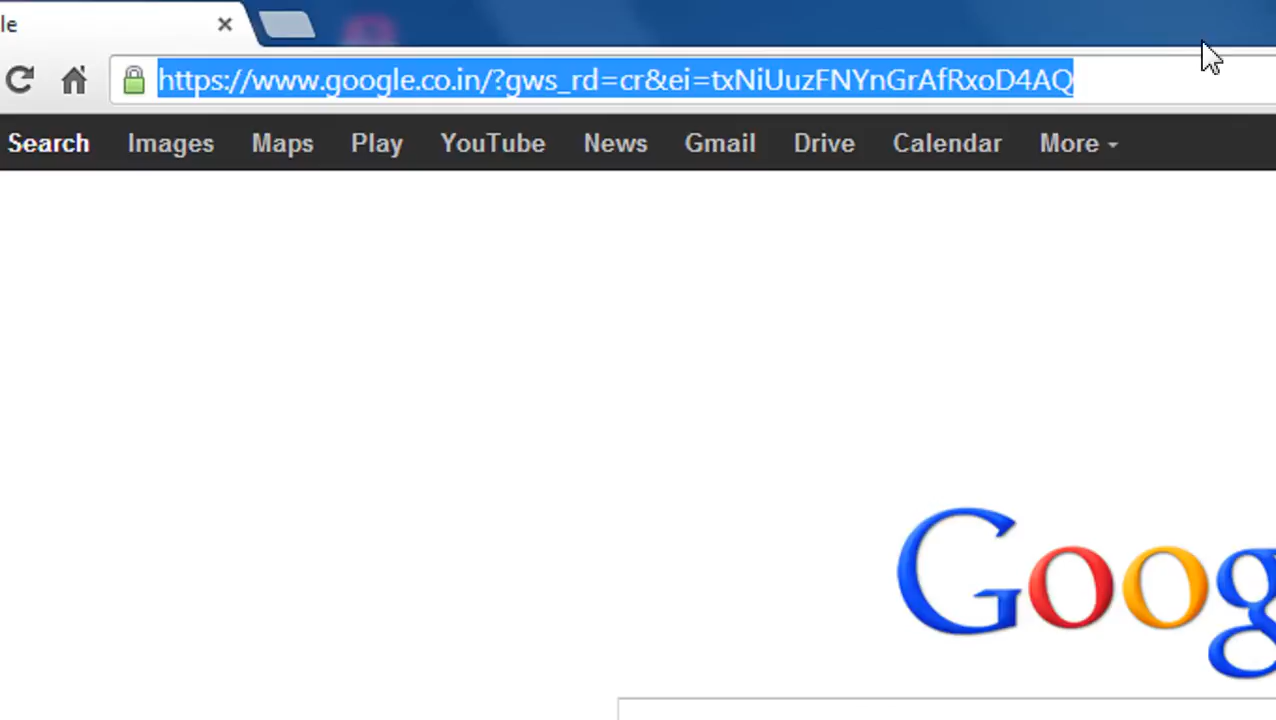 le
https://www.google.co.in/?gws_rd=cr&ei=txNiUuzFNYnGrAfRxoD4AQ
Search Images Maps Play YouTube News Gmail Drive Calendar More
Goog